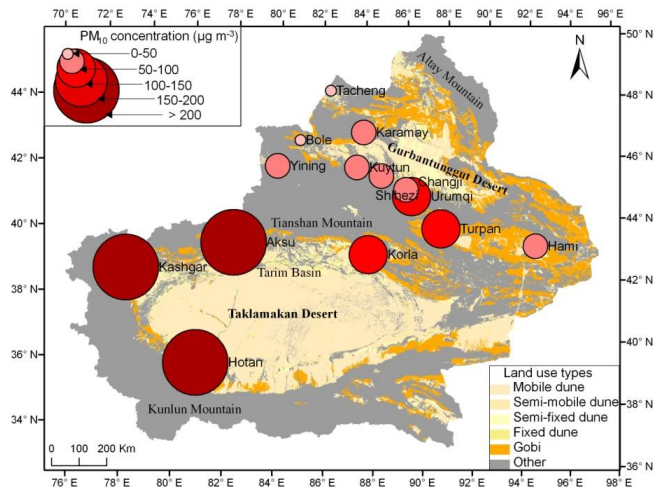 70° E 72° E 74° E 76° E 78° E 80° E 82° E 84° E 86° E 88° E 90° E 92° E 94° E 96° E
PM10 concentration (μg m-3)
0-50
50-100
100-150
150-200
> 200
N
50° N
48° N
46° N
44° N
42° N
40° N
38° N
36° N
34° N
44° N
42° N
40° N
38° N
36° N
34° N
Altay Mountain
Tacheng
Karamay
Bole
Gurbantunggut Desert
Yining
Kuytun
Changji
Shihezi
Urumqi
Tianshan Mountain
Turpan
Aksu
Korla
Hami
Kashgar
Tarim Basin
Taklamakan Desert
Hotan
Kunlun Mountain
Land use types
Mobile dune
Semi-mobile dune
Semi-fixed dune
Fixed dune
Gobi
Other
0 100 200 Km
76° E 78° E 80° E 82° E 84° E 86° E 88° E 90° E 92° E